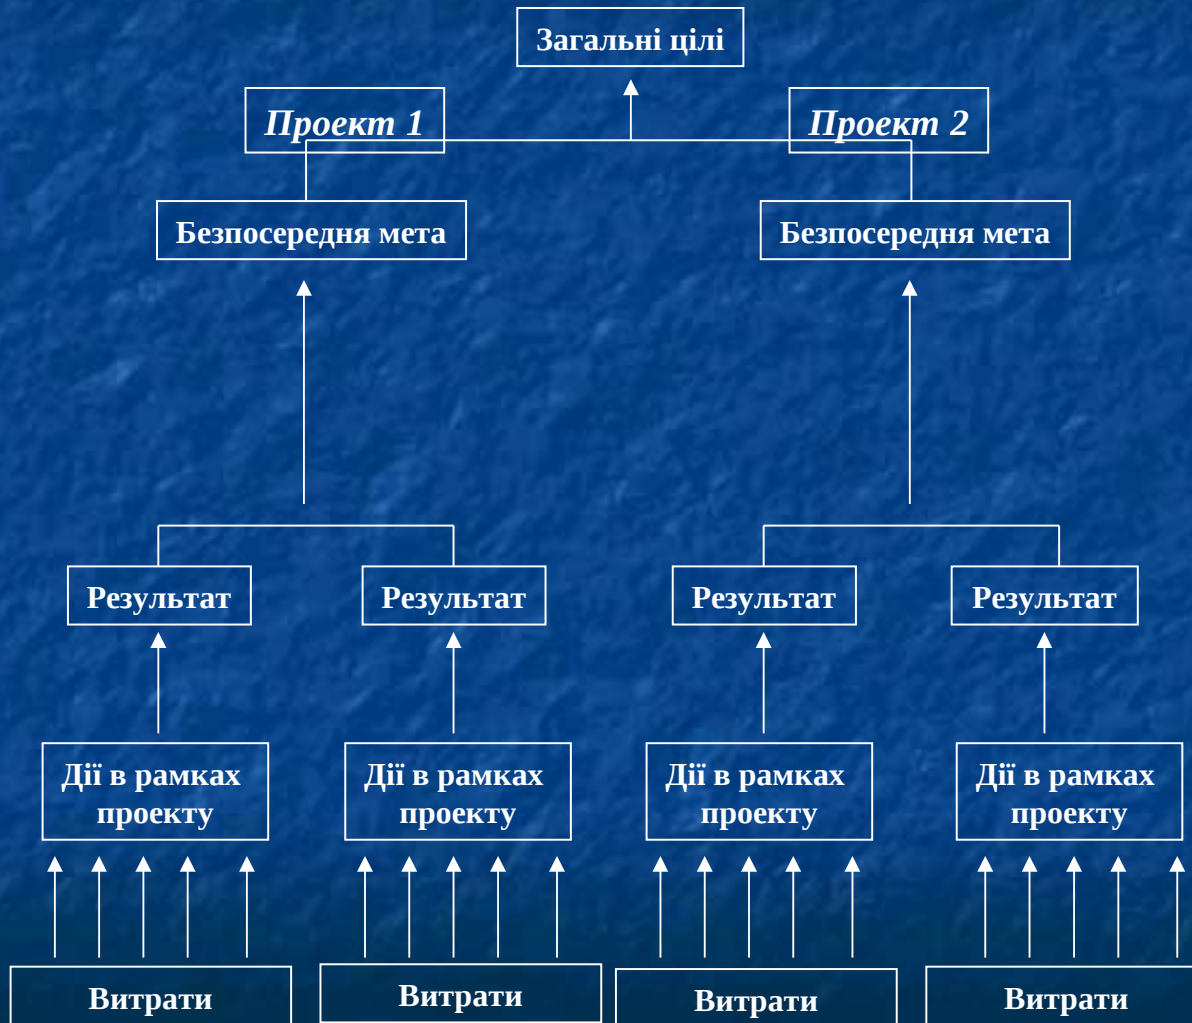 Загальні цілі
Проект 1
Проект 2
Безпосередня мета
Безпосередня мета
Результат
Результат
Результат
Результат
Дії в рамках
проекту
Дії в рамках
проекту
Дії в рамках
проекту
Дії в рамках
проекту
Витрати
Витрати
Витрати
Витрати